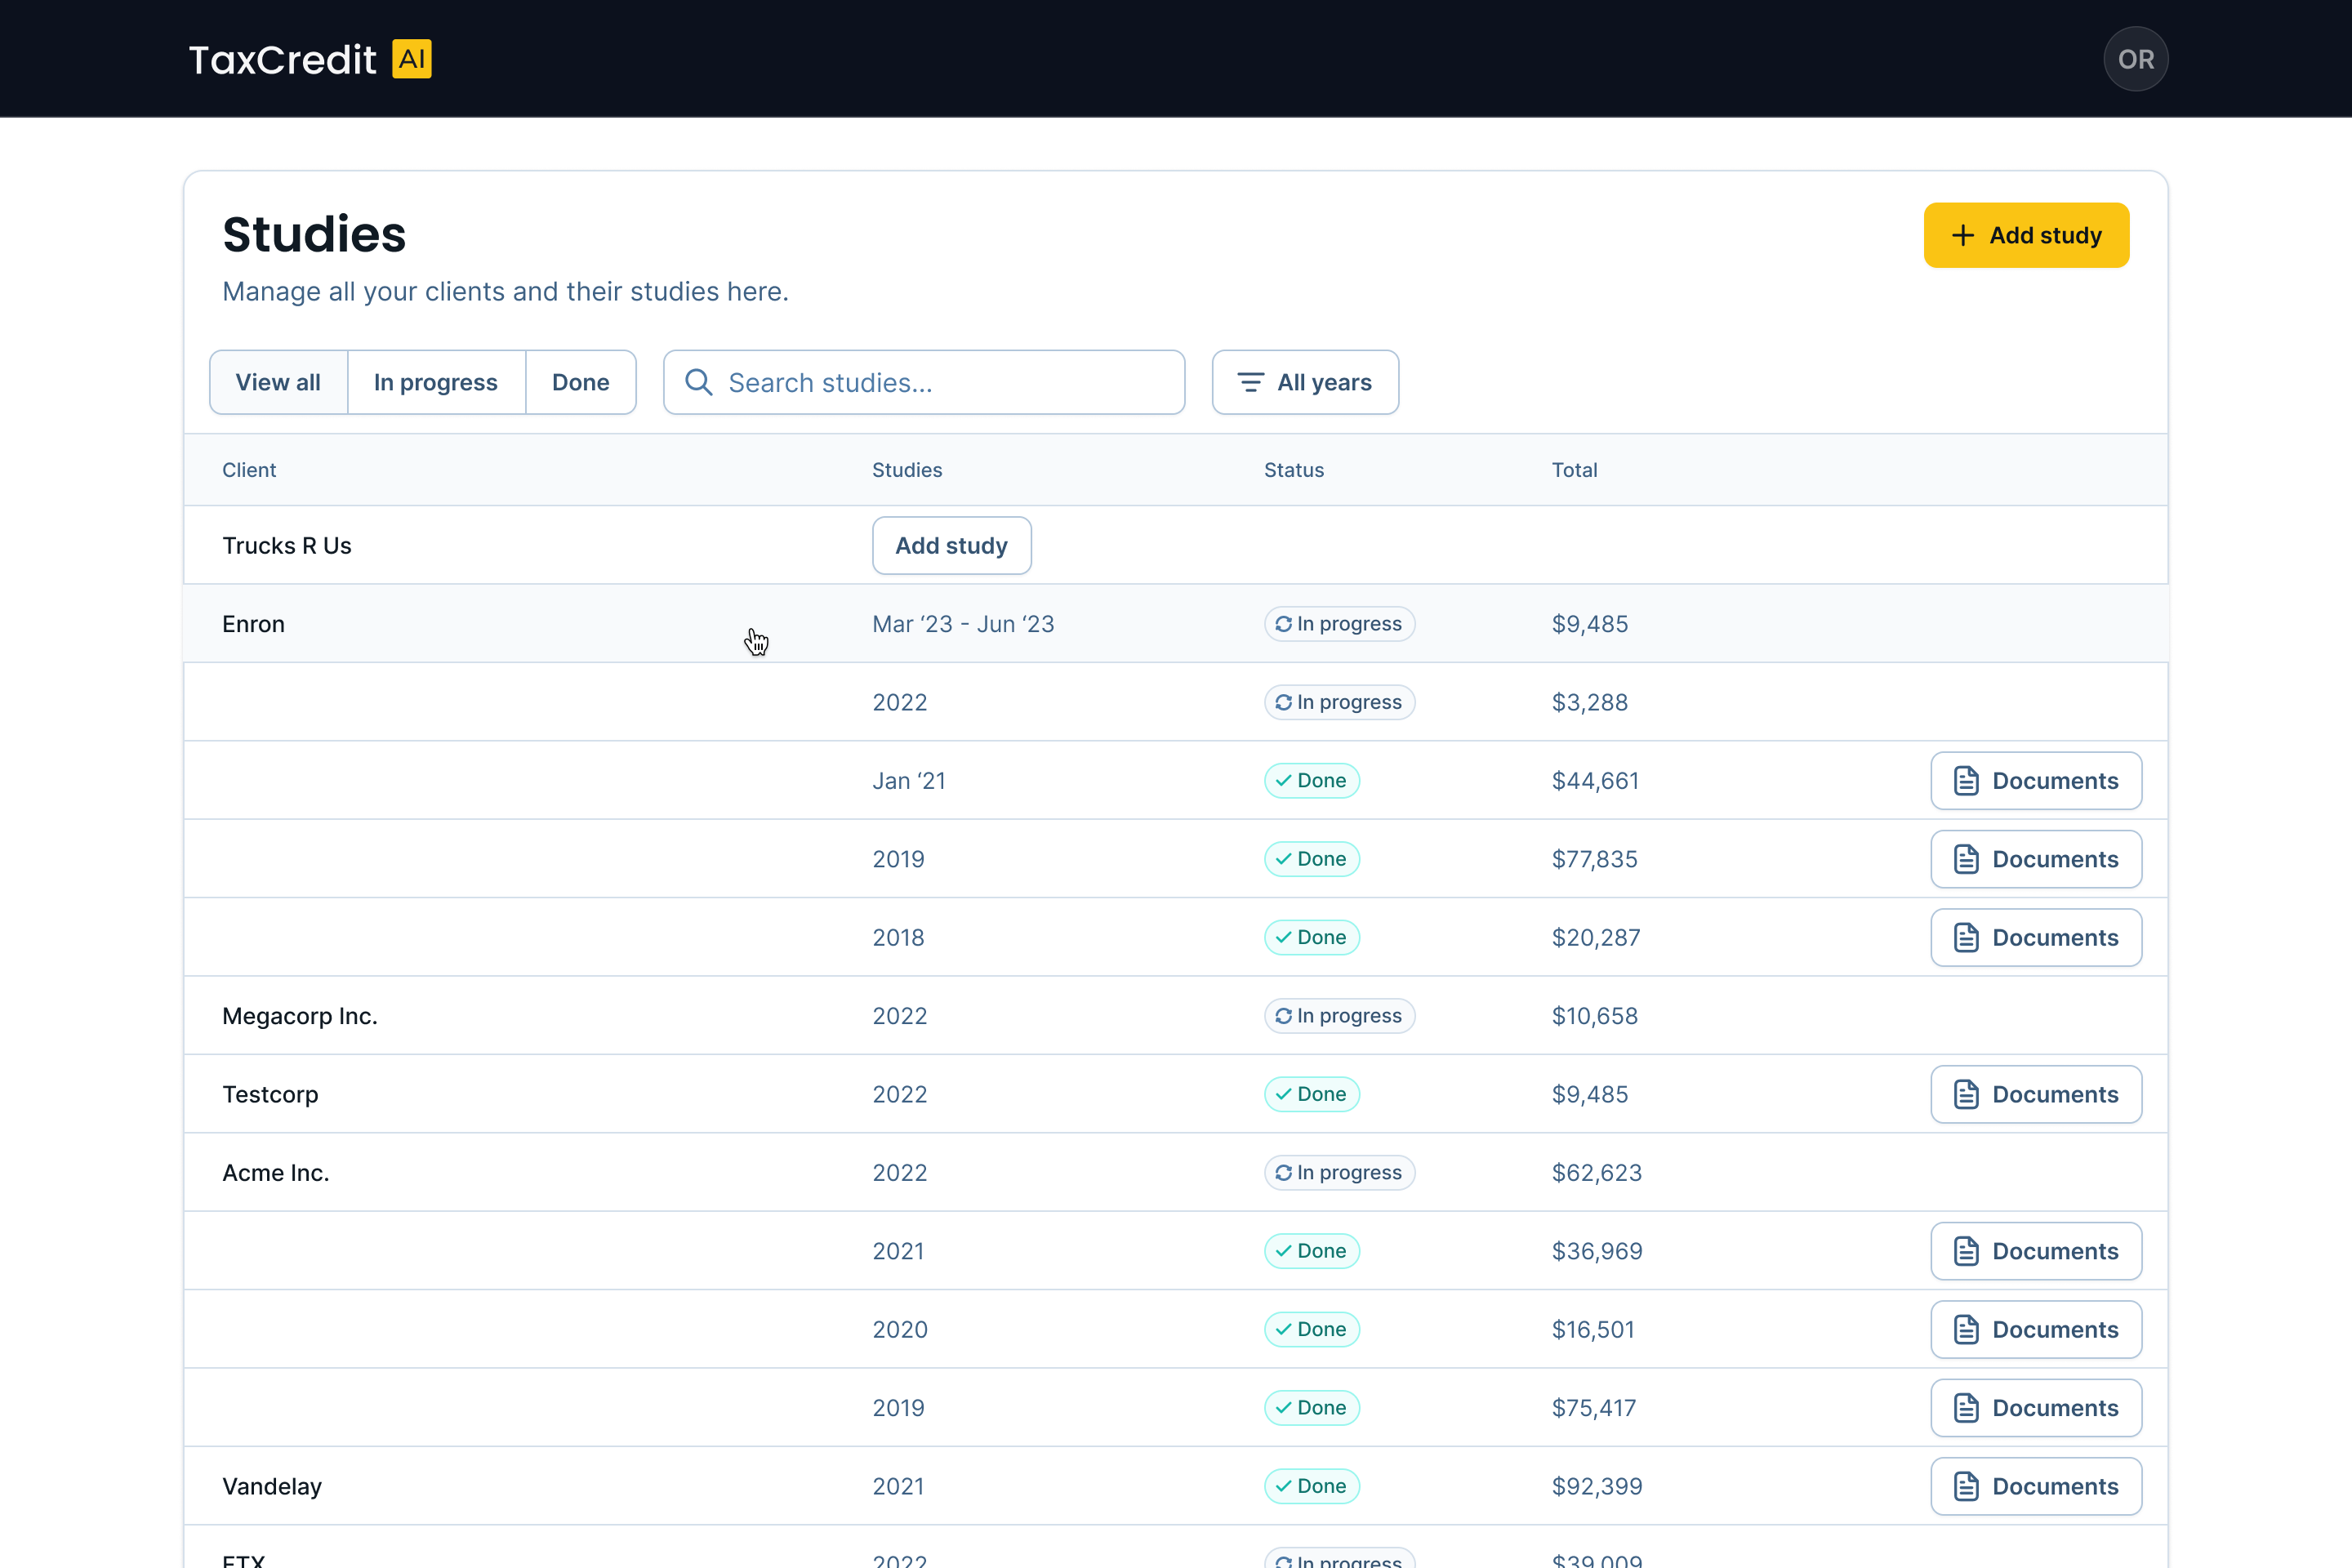 TaxCredit AI
OR
Studies
+ Add study
Manage all your clients and their studies here.
View all In progress Done Search studies... All years
Client Studies Status Total
Trucks R Us Add study
Enron Mar ‘23 - Jun ‘23 In progress $9,485
2022 In progress $3,288
Jan ‘21 Done $44,661 Documents
2019 Done $77,835 Documents
2018 Done $20,287 Documents
Megacorp Inc. 2022 In progress $10,658
Testcorp 2022 Done $9,485 Documents
Acme Inc. 2022 In progress $62,623
2021 Done $36,969 Documents
2020 Done $16,501 Documents
2019 Done $75,417 Documents
Vandelay 2021 Done $92,399 Documents
FTX 2022 In progress $39,009